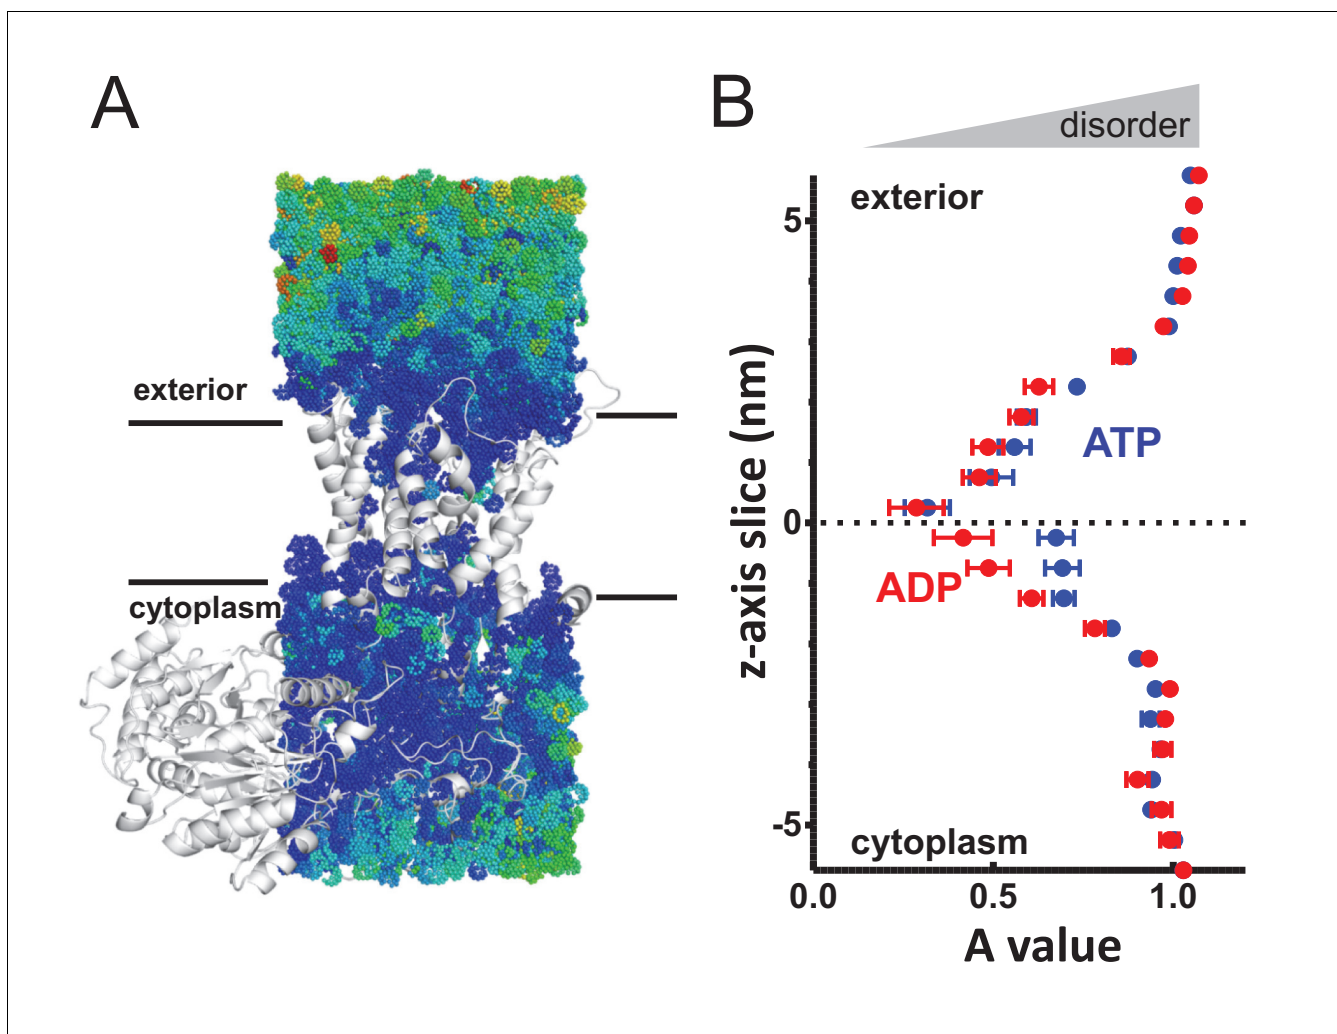 A
exterior
cytoplasm
B
disorder
exterior
5
ATP
z-axis slice (nm)
0
ADP
-5
cytoplasm
0.0 0.5 1.0
A value